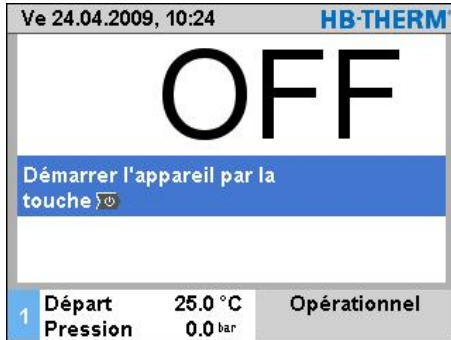 Ve 24.04.2009, 10:24 HB-THERM
OFF
Démarrer l'appareil par la
touche
1 Départ 25.0 °C Opérationnel
Pression 0.0 bar